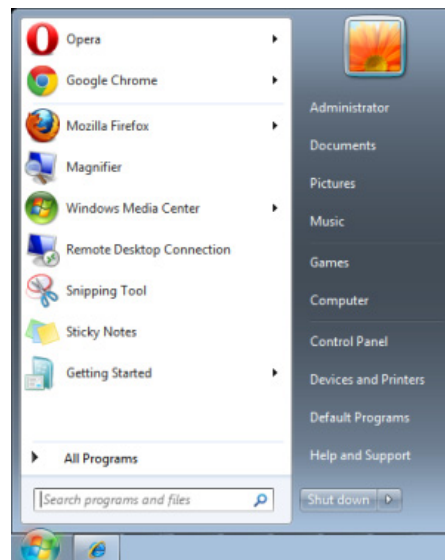 Opera
Google Chrome
Mozilla Firefox
Magnifier
Windows Media Center
Remote Desktop Connection
Snipping Tool
Sticky Notes
Getting Started
All Programs
Search programs and files
Administrator
Documents
Pictures
Music
Games
Computer
Control Panel
Devices and Printers
Default Programs
Help and Support
Shut down